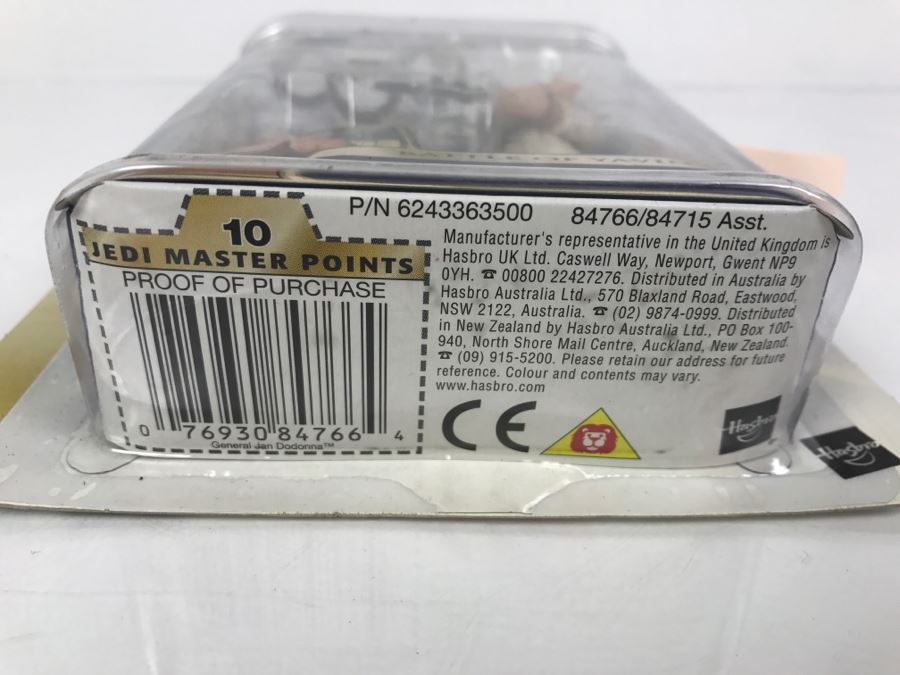 BATTLE OF YAVIN
P/N 6243363500 84766/84715 Asst.
10
JEDI MASTER POINTS
PROOF OF PURCHASE
0 76930 84766 4
General Jan Dodonna™
Manufacturer's representative in the United Kingdom is
Hasbro UK Ltd. Caswell Way, Newport, Gwent NP9
0YH. ☎ 00800 22427276. Distributed in Australia by
Hasbro Australia Ltd., 570 Blaxland Road, Eastwood,
NSW 2122, Australia. ☎ (02) 9874-0999. Distributed
in New Zealand by Hasbro Australia Ltd., PO Box 100-
940, North Shore Mail Centre, Auckland, New Zealand.
☎ (09) 915-5200. Please retain our address for future
reference. Colour and contents may vary.
www.hasbro.com
CE
Hasbro
Hasbro